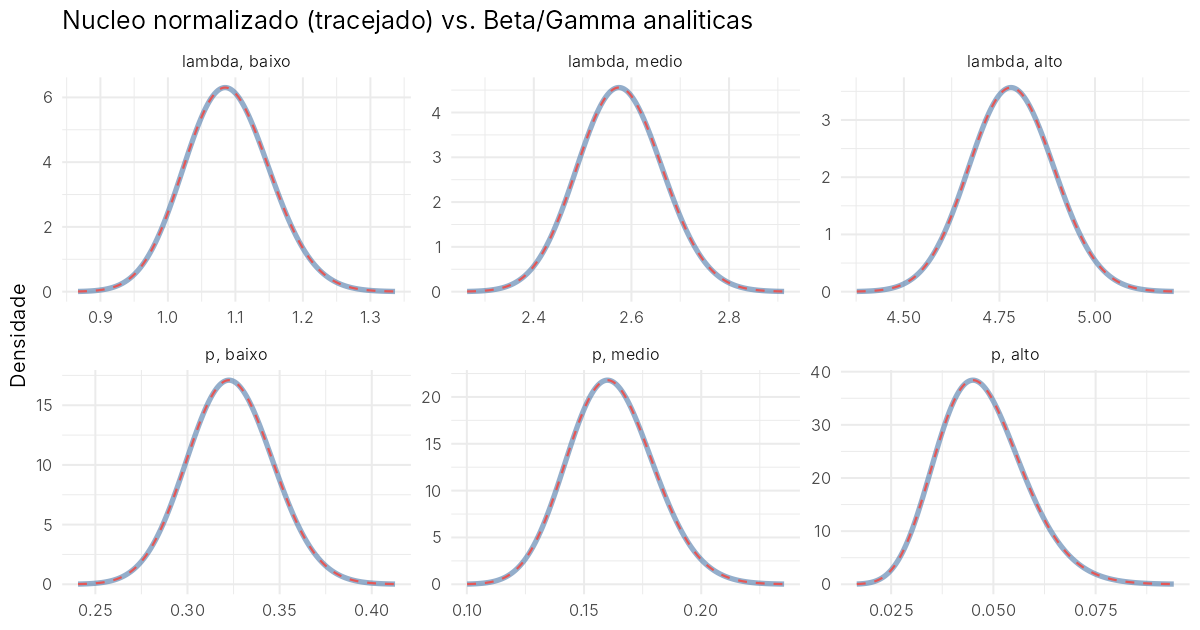 Nucleo normalizado (tracejado) vs. Beta/Gamma analiticas
lambda, baixo
lambda, medio
lambda, alto
6
4
2
0
0.9 1.0 1.1 1.2 1.3
4
3
2
1
0
2.4 2.6 2.8
3
2
1
0
4.50 4.75 5.00
Densidade
p, baixo
p, medio
p, alto
15
10
5
0
0.25 0.30 0.35 0.40
20
15
10
5
0
0.10 0.15 0.20
40
30
20
10
0
0.025 0.050 0.075